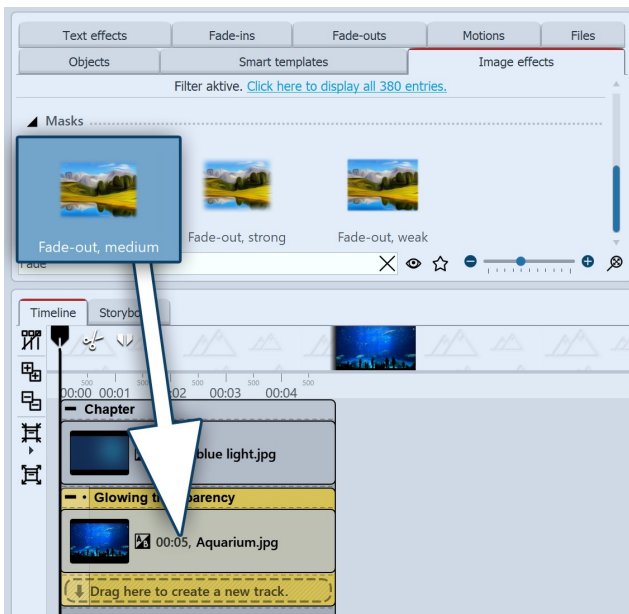 Text effects
Fade-ins
Fade-outs
Motions
Files
Objects
Smart templates
Image effects
Filter aktive. Click here to display all 380 entries.
Masks
Fade-out, medium
Fade-out, strong
Fade-out, weak
Fade
Timeline
500
500
500
500
00:00 00:01
:02 00:03 00:04
Chapter
blue light.jpg
Glowing
parency
00:05, Aquarium.jpg
Drag here to create a new track.